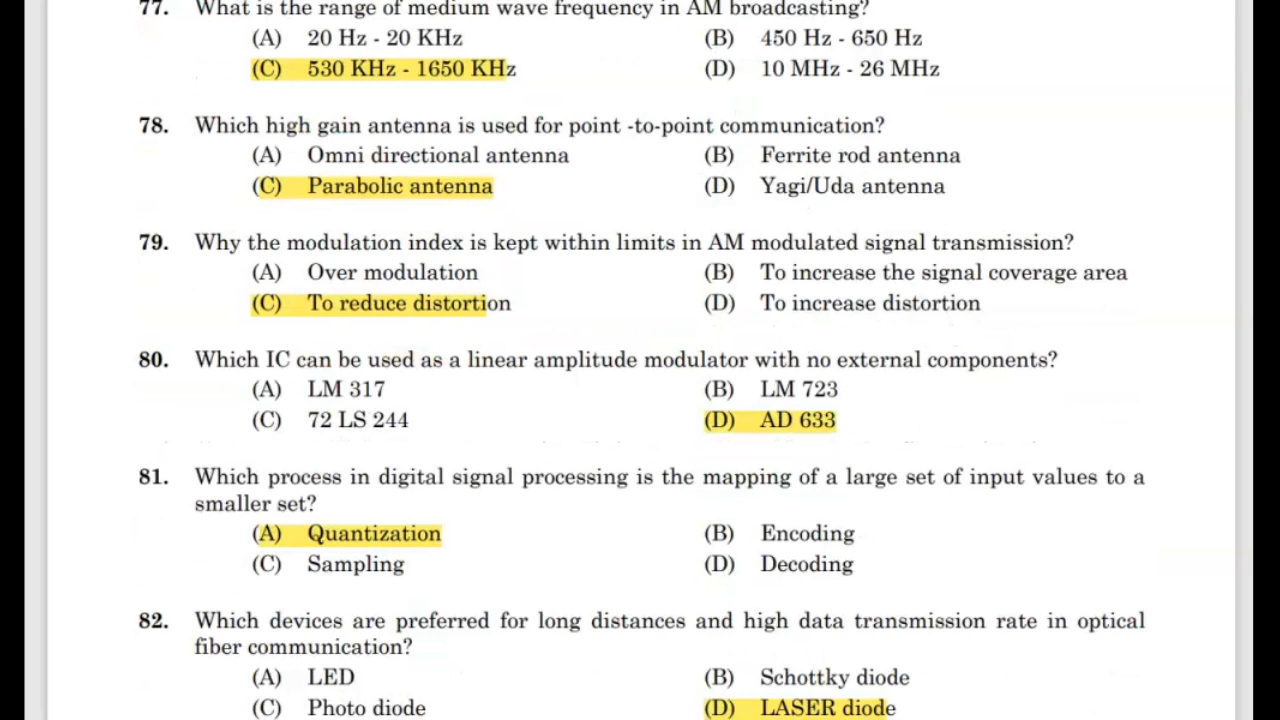 77. What is the range of medium wave frequency in AM broadcasting?
(A) 20 Hz - 20 KHz (B) 450 Hz - 650 Hz
(C) 530 KHz - 1650 KHz (D) 10 MHz - 26 MHz
78. Which high gain antenna is used for point -to-point communication?
(A) Omni directional antenna (B) Ferrite rod antenna
(C) Parabolic antenna (D) Yagi/Uda antenna
79. Why the modulation index is kept within limits in AM modulated signal transmission?
(A) Over modulation (B) To increase the signal coverage area
(C) To reduce distortion (D) To increase distortion
80. Which IC can be used as a linear amplitude modulator with no external components?
(A) LM 317 (B) LM 723
(C) 72 LS 244 (D) AD 633
81. Which process in digital signal processing is the mapping of a large set of input values to a
smaller set?
(A) Quantization (B) Encoding
(C) Sampling (D) Decoding
82. Which devices are preferred for long distances and high data transmission rate in optical
fiber communication?
(A) LED (B) Schottky diode
(C) Photo diode (D) LASER diode